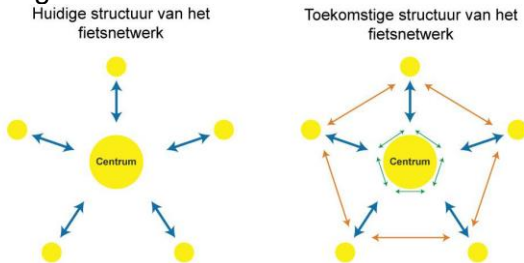 Huidige structuur van het
fietsnetwerk
Toekomstige structuur van het
fietsnetwerk
Centrum
Centrum